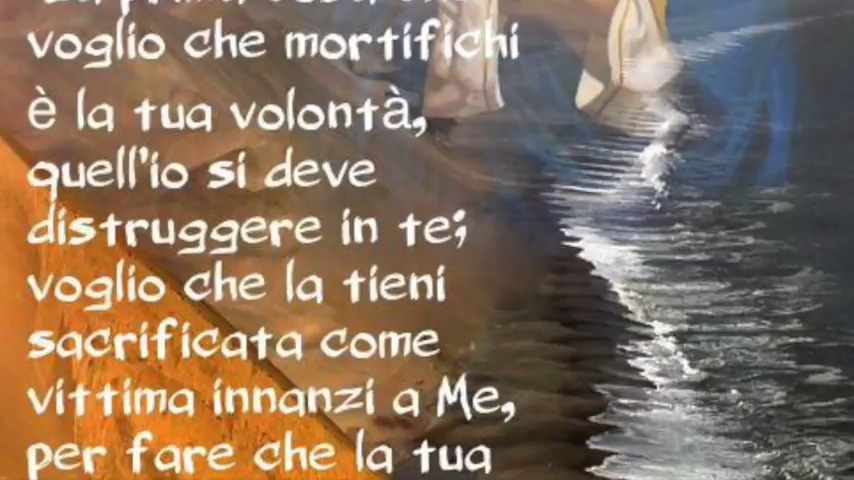 voglio che mortifichi
è la tua volontà,
quell'io si deve
distruggere in te;
voglio che la tieni
sacrificata come
vittima innanzi a Me,
per fare che la tua